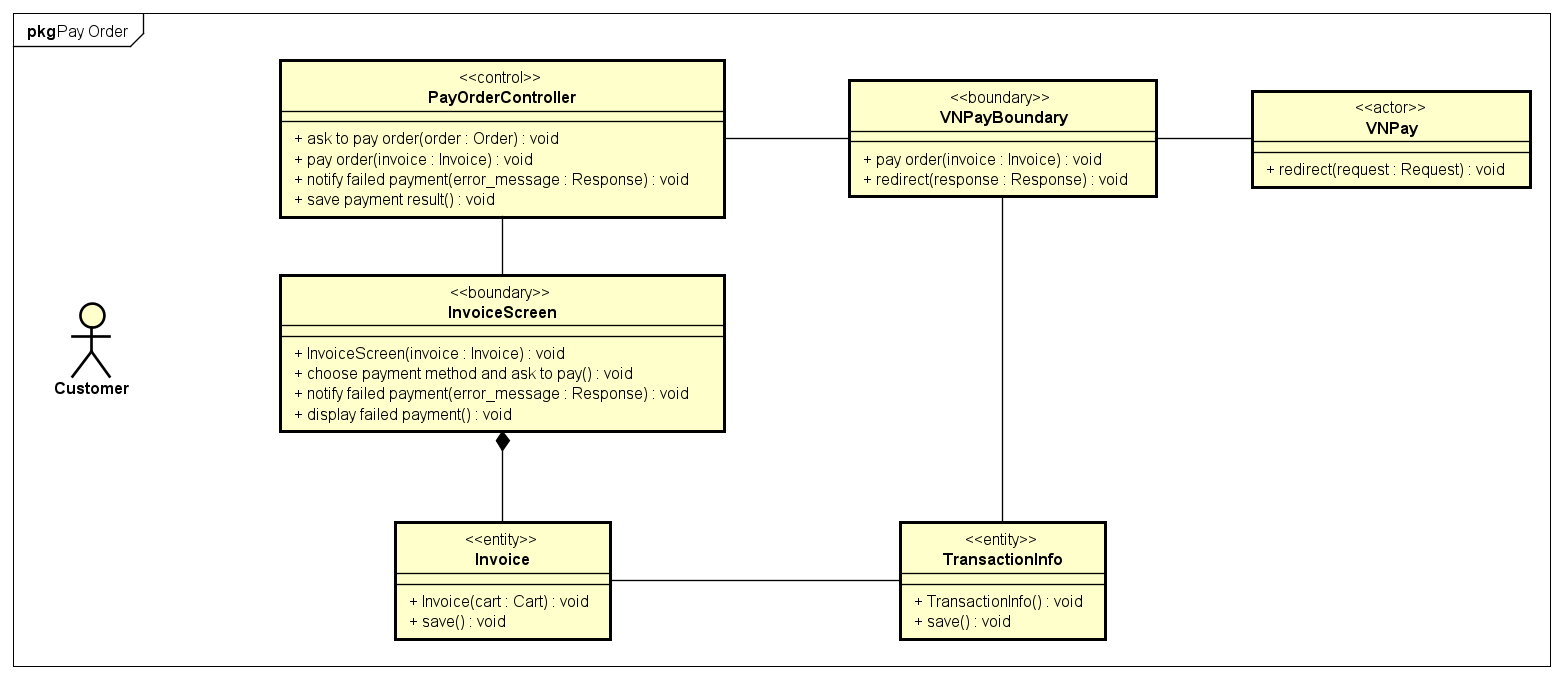 pkgPay Order
<<control>>
PayOrderController
+ ask to pay order(order : Order) : void
+ pay order(invoice : Invoice) : void
+ notify failed payment(error_message : Response) : void
+ save payment result() : void
<<boundary>>
VNPayBoundary
+ pay order(invoice : Invoice) : void
+ redirect(response : Response) : void
<<actor>>
VNPay
+ redirect(request : Request) : void
<<boundary>>
InvoiceScreen
+ InvoiceScreen(invoice : Invoice) : void
+ choose payment method and ask to pay() : void
+ notify failed payment(error_message : Response) : void
+ display failed payment() : void
Customer
<<entity>>
Invoice
+ Invoice(cart : Cart) : void
+ save() : void
<<entity>>
TransactionInfo
+ TransactionInfo() : void
+ save() : void